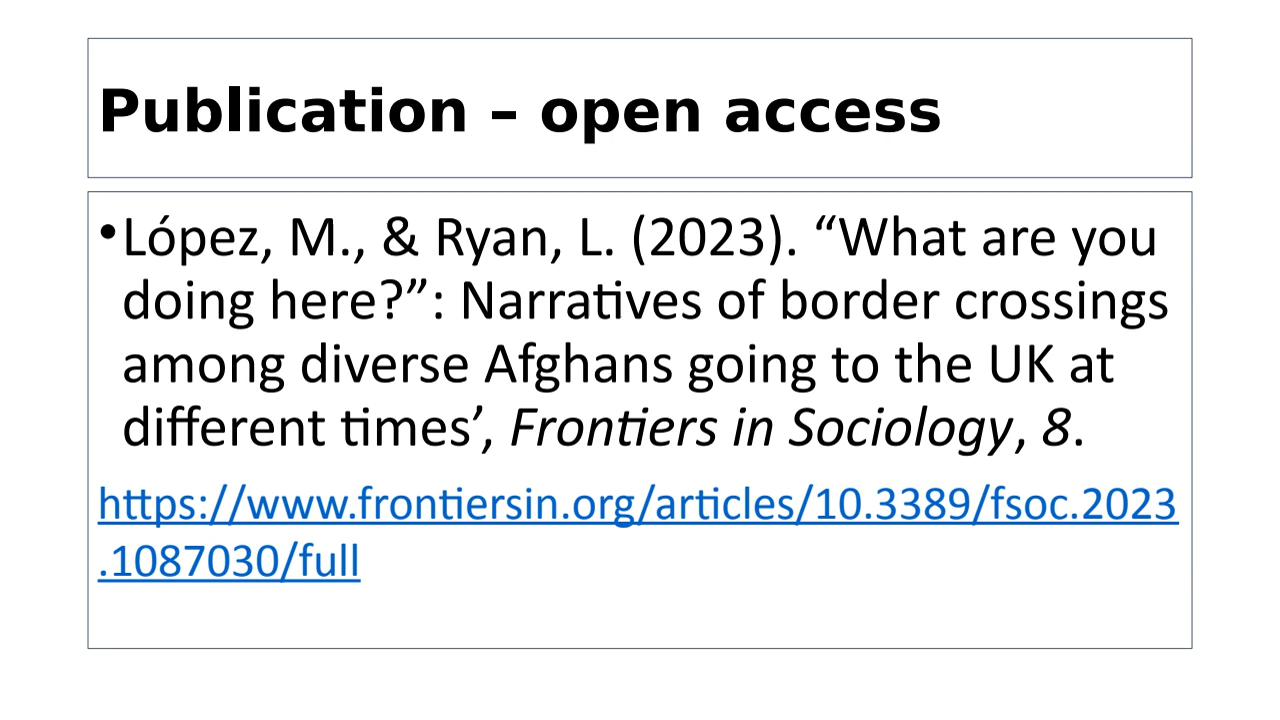 Publication – open access
•López, M., & Ryan, L. (2023). “What are you
doing here?”: Narratives of border crossings
among diverse Afghans going to the UK at
different times’, Frontiers in Sociology, 8.
https://www.frontiersin.org/articles/10.3389/fsoc.2023
.1087030/full